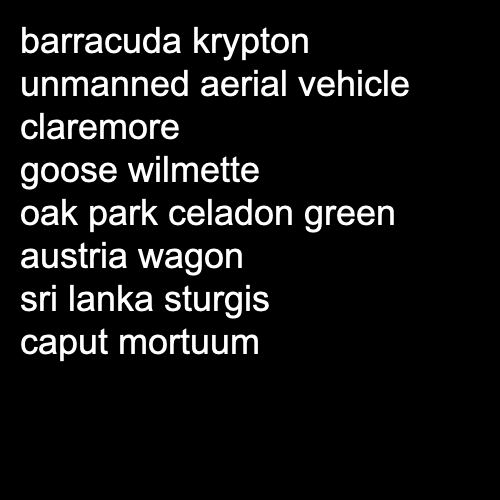 barracuda krypton
unmanned aerial vehicle
claremore
goose wilmette
oak park celadon green
austria wagon
sri lanka sturgis
caput mortuum